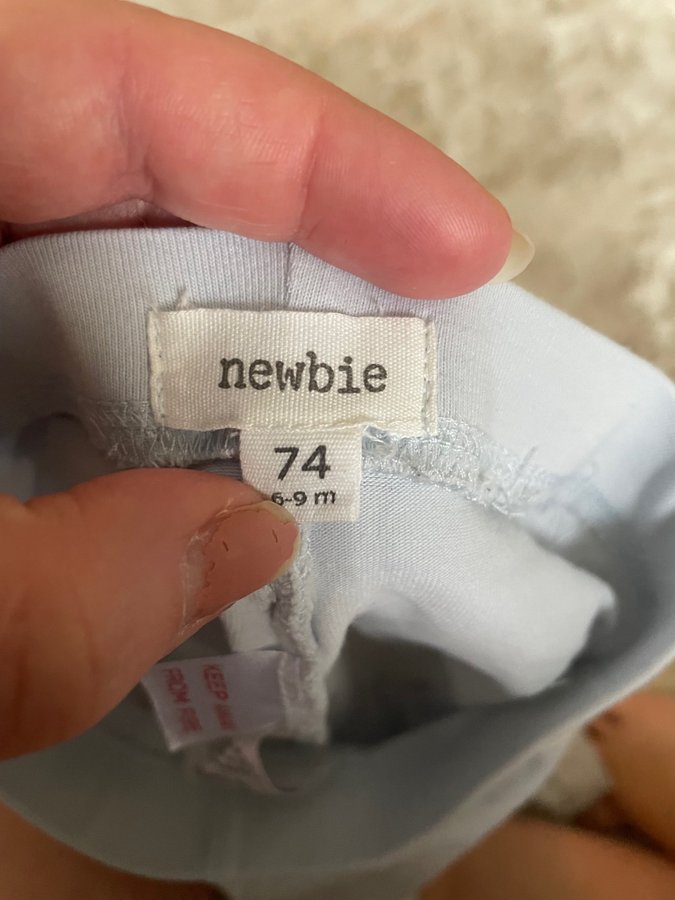 newbie
74
6-9 m
KEEP AWAY
FROM FIRE